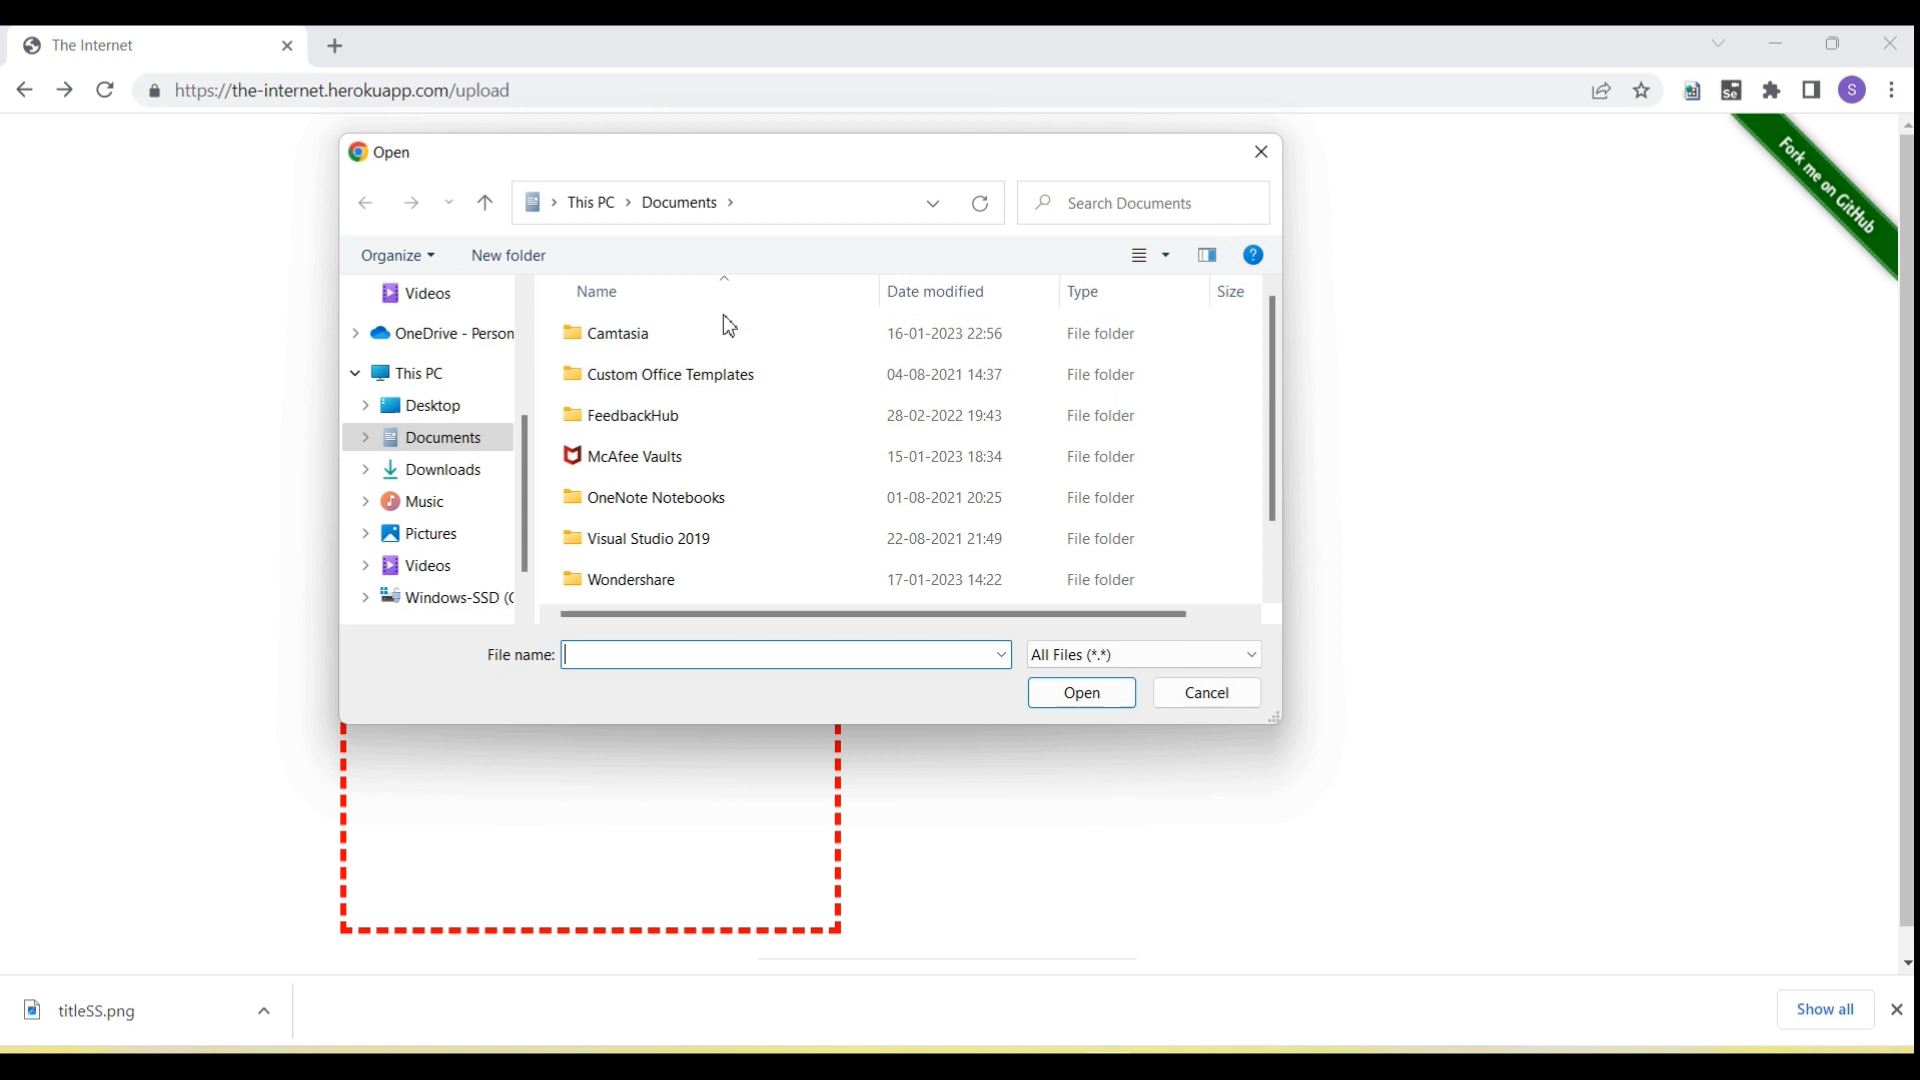 The Internet
https://the-internet.herokuapp.com/upload
Se
S
Fork me on GitHub
Open
This PC > Documents >
Search Documents
Organize
New folder
?
Videos
OneDrive - Person
This PC
Desktop
Documents
Downloads
Music
Pictures
Videos
Windows-SSD (C
Name Date modified Type Size
Camtasia 16-01-2023 22:56 File folder
Custom Office Templates 04-08-2021 14:37 File folder
FeedbackHub 28-02-2022 19:43 File folder
McAfee Vaults 15-01-2023 18:34 File folder
OneNote Notebooks 01-08-2021 20:25 File folder
Visual Studio 2019 22-08-2021 21:49 File folder
Wondershare 17-01-2023 14:22 File folder
File name:
All Files (*.*)
Open
Cancel
titleSS.png
Show all